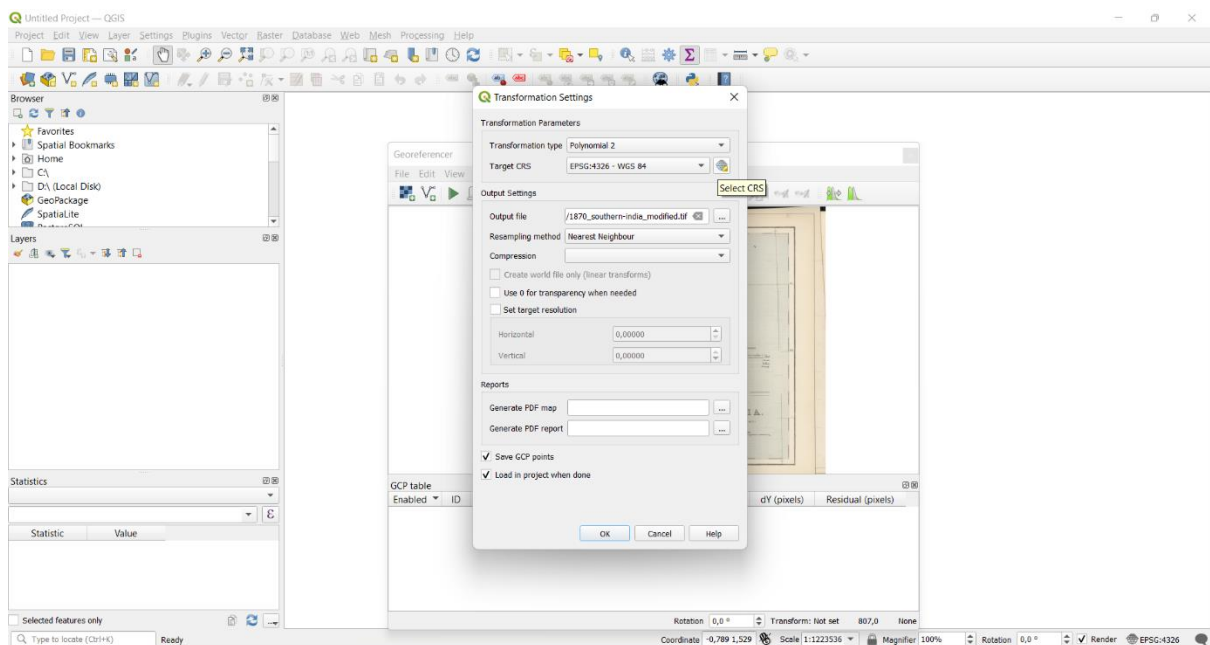 Untitled Project — QGIS
Project Edit View Layer Settings Plugins Vector Raster Database Web Mesh Processing Help
Browser
Favorites
Spatial Bookmarks
Home
C:\
D:\ (Local Disk)
GeoPackage
SpatiaLite
PostgreSQL
Layers
Statistics
Statistic Value
Selected features only
Georeferencer
File Edit View
GCP table
Enabled ID
dY (pixels) Residual (pixels)
Rotation 0,0 ° Transform: Not set 807,0 None
Transformation Settings
Transformation Parameters
Transformation type Polynomial 2
Target CRS EPSG:4326 - WGS 84
Select CRS
Output Settings
Output file /1870_southern-india_modified.tif ...
Resampling method Nearest Neighbour
Compression
Create world file only (linear transforms)
Use 0 for transparency when needed
Set target resolution
Horizontal 0,00000
Vertical 0,00000
Reports
Generate PDF map ...
Generate PDF report ...
Save GCP points
Load in project when done
OK Cancel Help
Type to locate (Ctrl+K) Ready Coordinate -0,789 1,529 Scale 1:1223536 Magnifier 100% Rotation 0,0 ° Render EPSG:4326